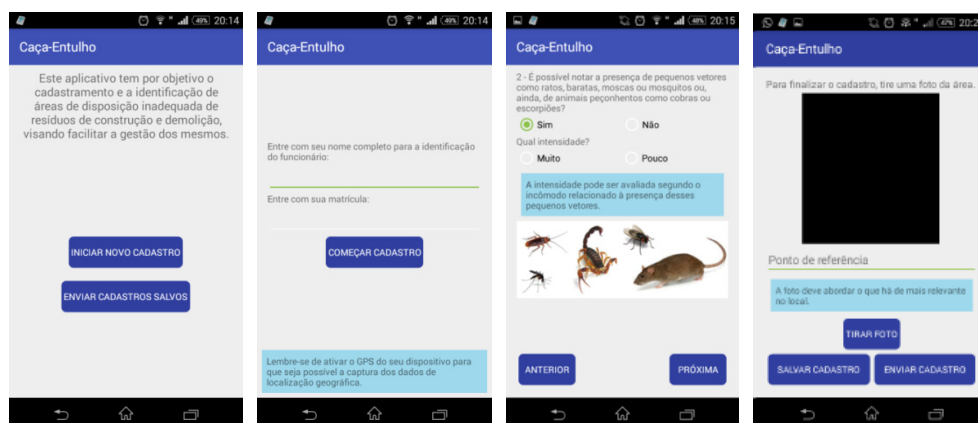 49% 20:14
Caça-Entulho
Este aplicativo tem por objetivo o
cadastramento e a identificação de
áreas de disposição inadequada de
resíduos de construção e demolição,
visando facilitar a gestão dos mesmos.
INICIAR NOVO CADASTRO
ENVIAR CADASTROS SALVOS
49% 20:14
Caça-Entulho
Entre com seu nome completo para a identificação
do funcionário:
Entre com sua matrícula:
COMEÇAR CADASTRO
Lembre-se de ativar o GPS do seu dispositivo para
que seja possível a captura dos dados de
localização geográfica.
48% 20:15
Caça-Entulho
2 - É possível notar a presença de pequenos vetores
como ratos, baratas, moscas ou mosquitos ou,
ainda, de animais peçonhentos como cobras ou
escorpiões?
Sim Não
Qual intensidade?
Muito Pouco
A intensidade pode ser avaliada segundo o
incômodo relacionado à presença desses
pequenos vetores.
ANTERIOR PRÓXIMA
47%
Caça-Entulho
Para finalizar o cadastro, tire uma foto da área.
Ponto de referência
A foto deve abordar o que há de mais relevante
no local.
TIRAR FOTO
SALVAR CADASTRO ENVIAR CADASTRO